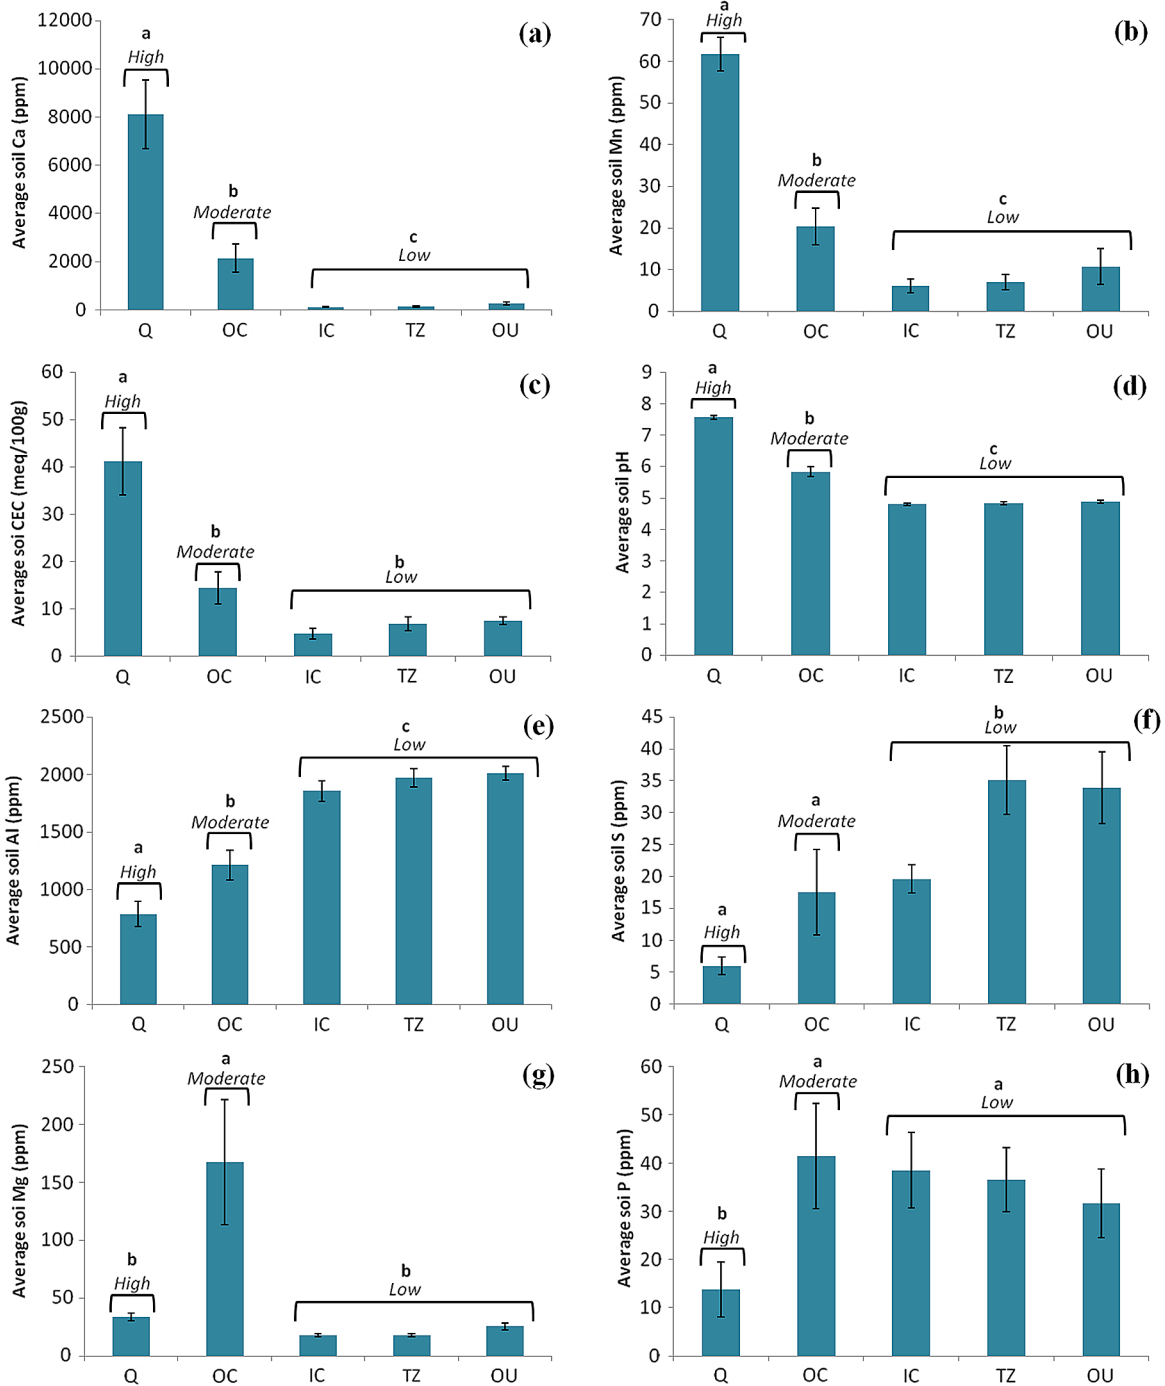 (a)
Average soil Ca (ppm)
12000
10000
8000
6000
4000
2000
0
a
High
b
Moderate
c
Low
Q OC IC TZ OU
(b)
Average soil Mn (ppm)
70
60
50
40
30
20
10
0
a
High
b
Moderate
c
Low
Q OC IC TZ OU
(c)
Average soi CEC (meq/100g)
60
50
40
30
20
10
0
a
High
b
Moderate
b
Low
Q OC IC TZ OU
(d)
Average soil pH
9
8
7
6
5
4
3
2
1
0
a
High
b
Moderate
c
Low
Q OC IC TZ OU
(e)
Average soil Al (ppm)
2500
2000
1500
1000
500
0
a
High
b
Moderate
c
Low
Q OC IC TZ OU
(f)
Average soil S (ppm)
45
40
35
30
25
20
15
10
5
0
a
High
a
Moderate
b
Low
Q OC IC TZ OU
(g)
Average soi Mg (ppm)
250
200
150
100
50
0
b
High
a
Moderate
b
Low
Q OC IC TZ OU
(h)
Average soi P (ppm)
60
50
40
30
20
10
0
b
High
a
Moderate
a
Low
Q OC IC TZ OU